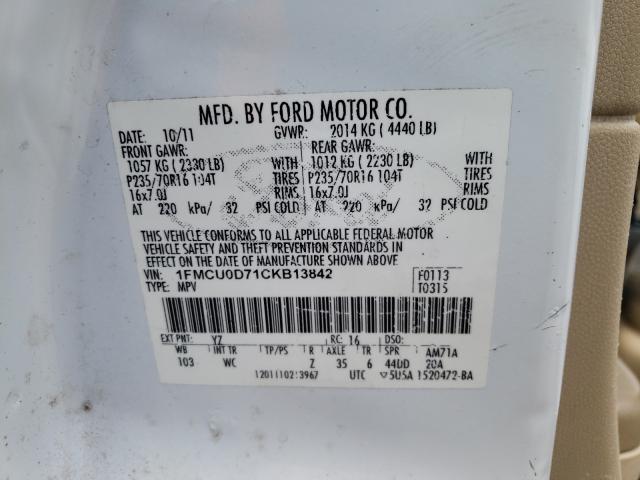 MFD. BY FORD MOTOR CO.
DATE: 10/11 GVWR: 2014 KG ( 4440 LB)
FRONT GAWR: REAR GAWR:
1057 KG ( 2330 LB) WITH 1012 KG ( 2230 LB) WITH
P235/70R16 104T TIRES P235/70R16 104T TIRES
16x7.0J RIMS 16x7.0J RIMS
AT 220 kPa/ 32 PSI COLD AT 220 kPa/ 32 PSI COLD
THIS VEHICLE CONFORMS TO ALL APPLICABLE FEDERAL MOTOR
VEHICLE SAFETY AND THEFT PREVENTION STANDARDS IN
EFFECT ON THE DATE OF MANUFACTURE SHOWN ABOVE.
VIN: 1FMCU0D71CKB13842 F0113
TYPE: MPV T0315
EXT PNT: YZ RC: 16 DSO:
WB INT TR TP/PS R AXLE TR SPR AM71A
103 WC Z 35 6 44DD 20A
1201110213967 UTC ▽5U5A 1520472-BA